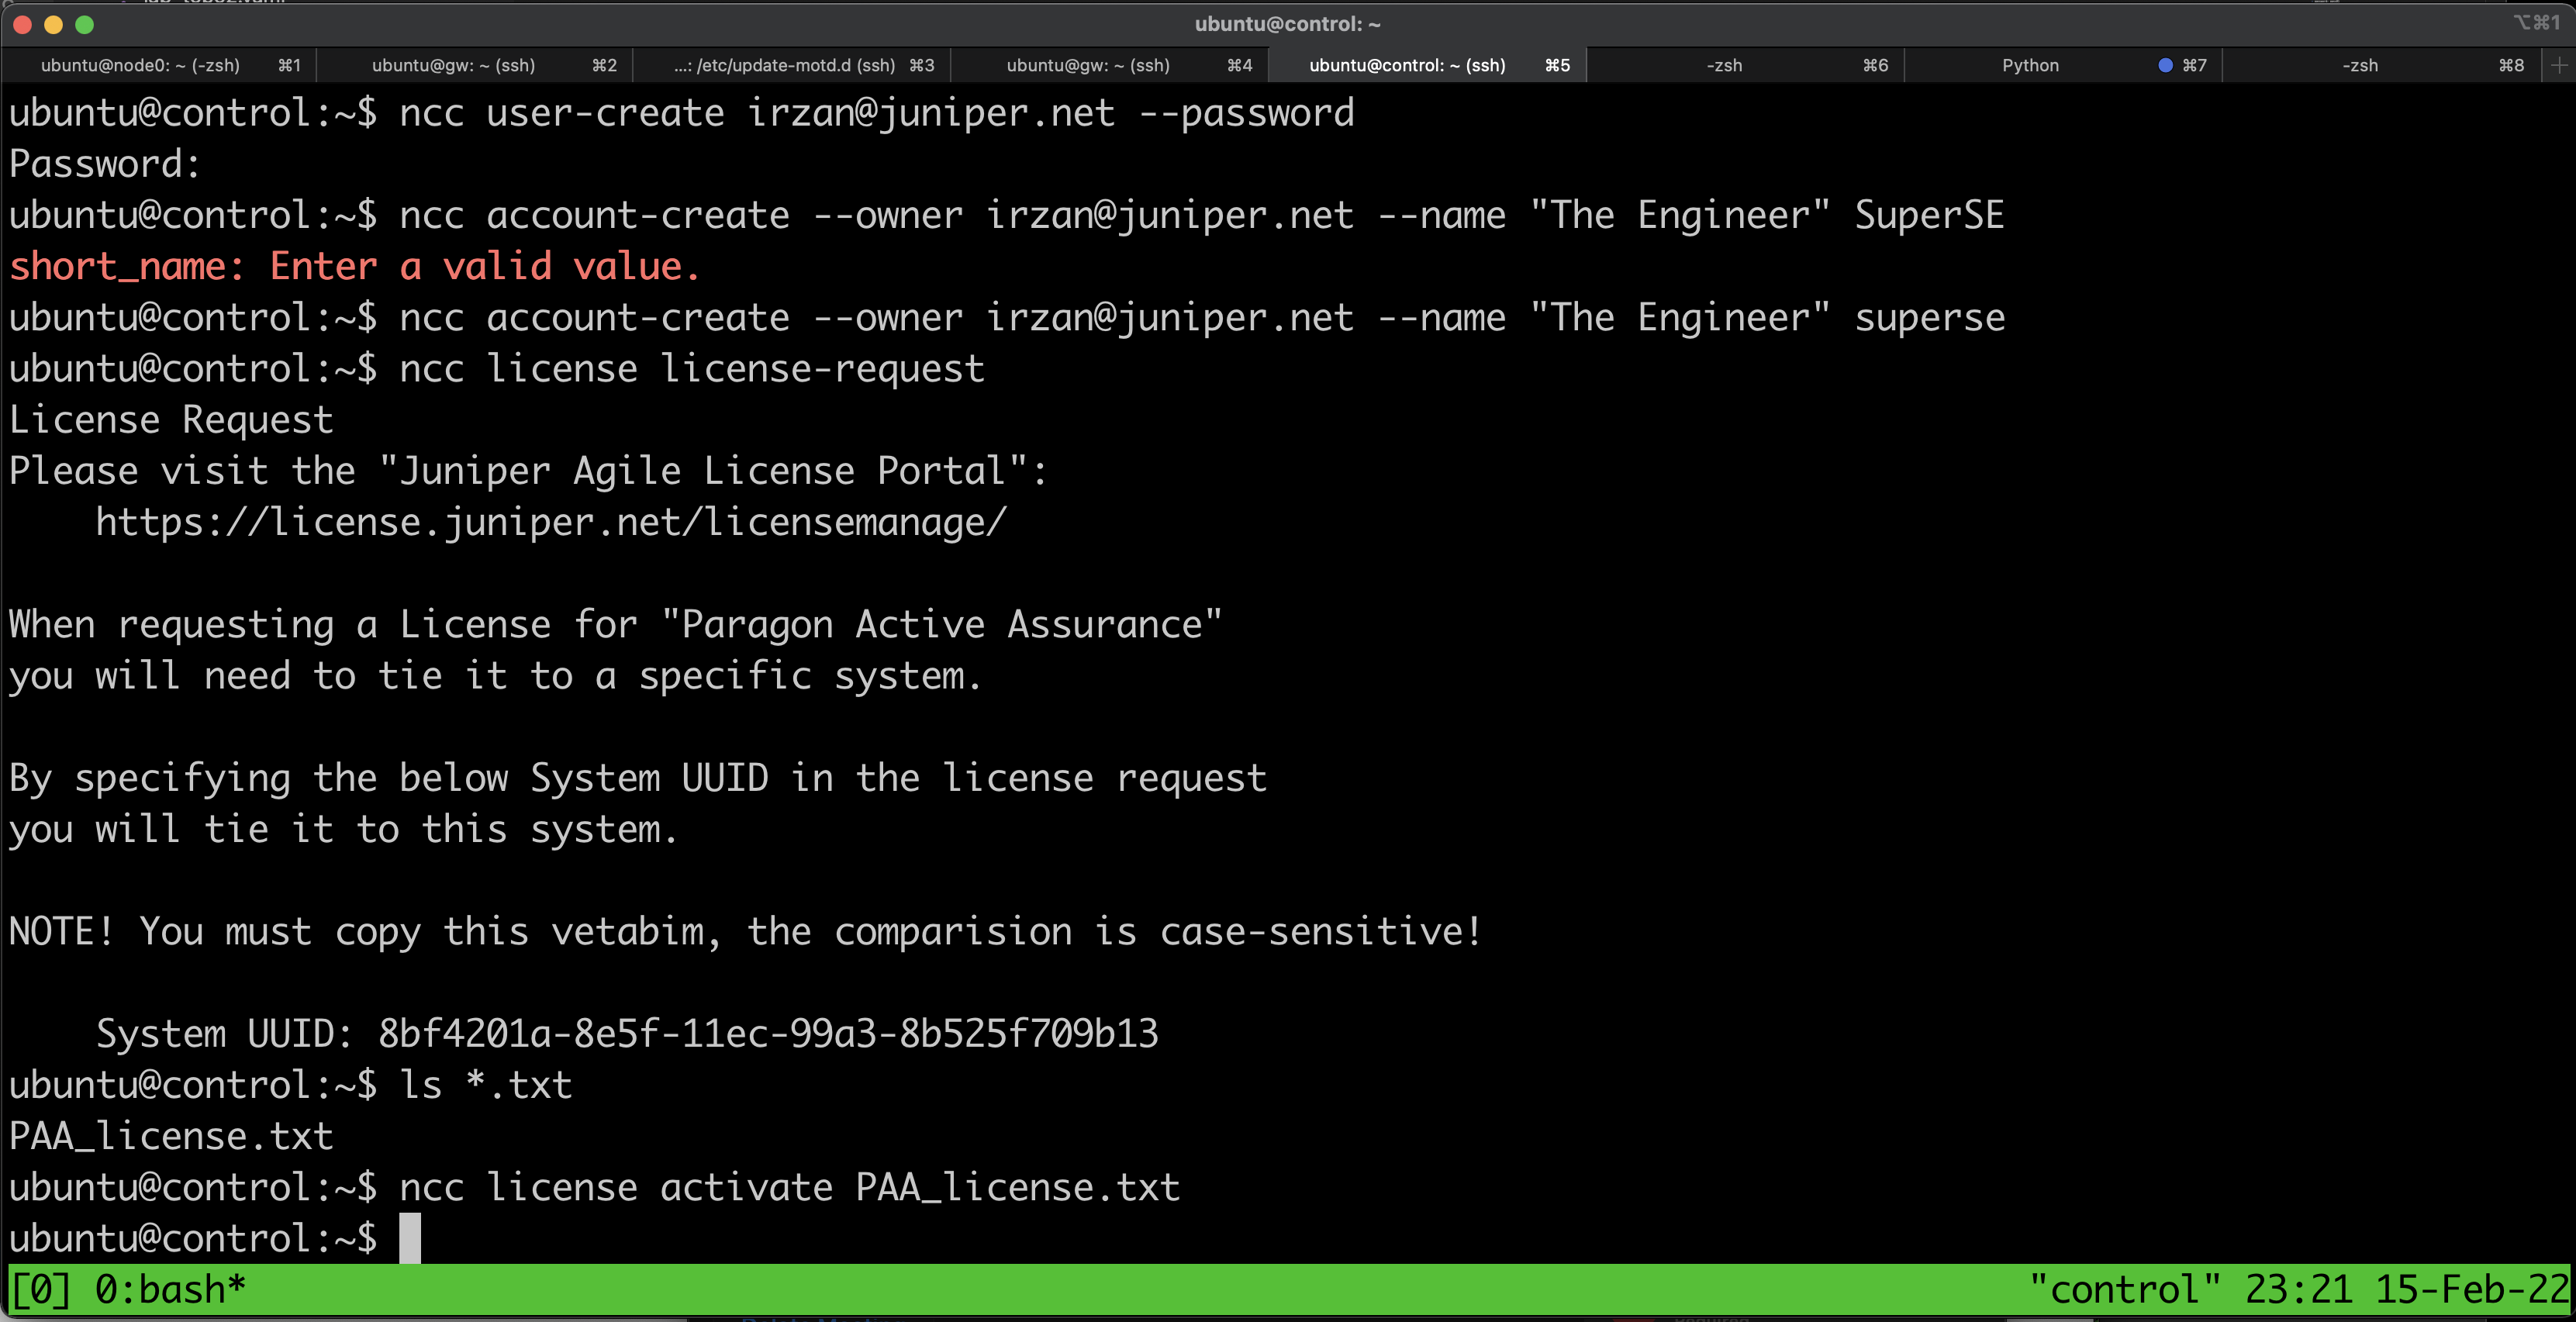 ubuntu@control: ~
⌥⌘1
ubuntu@node0: ~ (-zsh) ⌘1
ubuntu@gw: ~ (ssh) ⌘2
...: /etc/update-motd.d (ssh) ⌘3
ubuntu@gw: ~ (ssh) ⌘4
ubuntu@control: ~ (ssh) ⌘5
-zsh ⌘6
Python ⌘7
-zsh ⌘8
ubuntu@control:~$ ncc user-create irzan@juniper.net --password
Password:
ubuntu@control:~$ ncc account-create --owner irzan@juniper.net --name "The Engineer" SuperSE
short_name: Enter a valid value.
ubuntu@control:~$ ncc account-create --owner irzan@juniper.net --name "The Engineer" superse
ubuntu@control:~$ ncc license license-request
License Request
Please visit the "Juniper Agile License Portal":
    https://license.juniper.net/licensemanage/
When requesting a License for "Paragon Active Assurance"
you will need to tie it to a specific system.
By specifying the below System UUID in the license request
you will tie it to this system.
NOTE! You must copy this vetabim, the comparision is case-sensitive!
    System UUID: 8bf4201a-8e5f-11ec-99a3-8b525f709b13
ubuntu@control:~$ ls *.txt
PAA_license.txt
ubuntu@control:~$ ncc license activate PAA_license.txt
ubuntu@control:~$
[0] 0:bash*
"control" 23:21 15-Feb-22